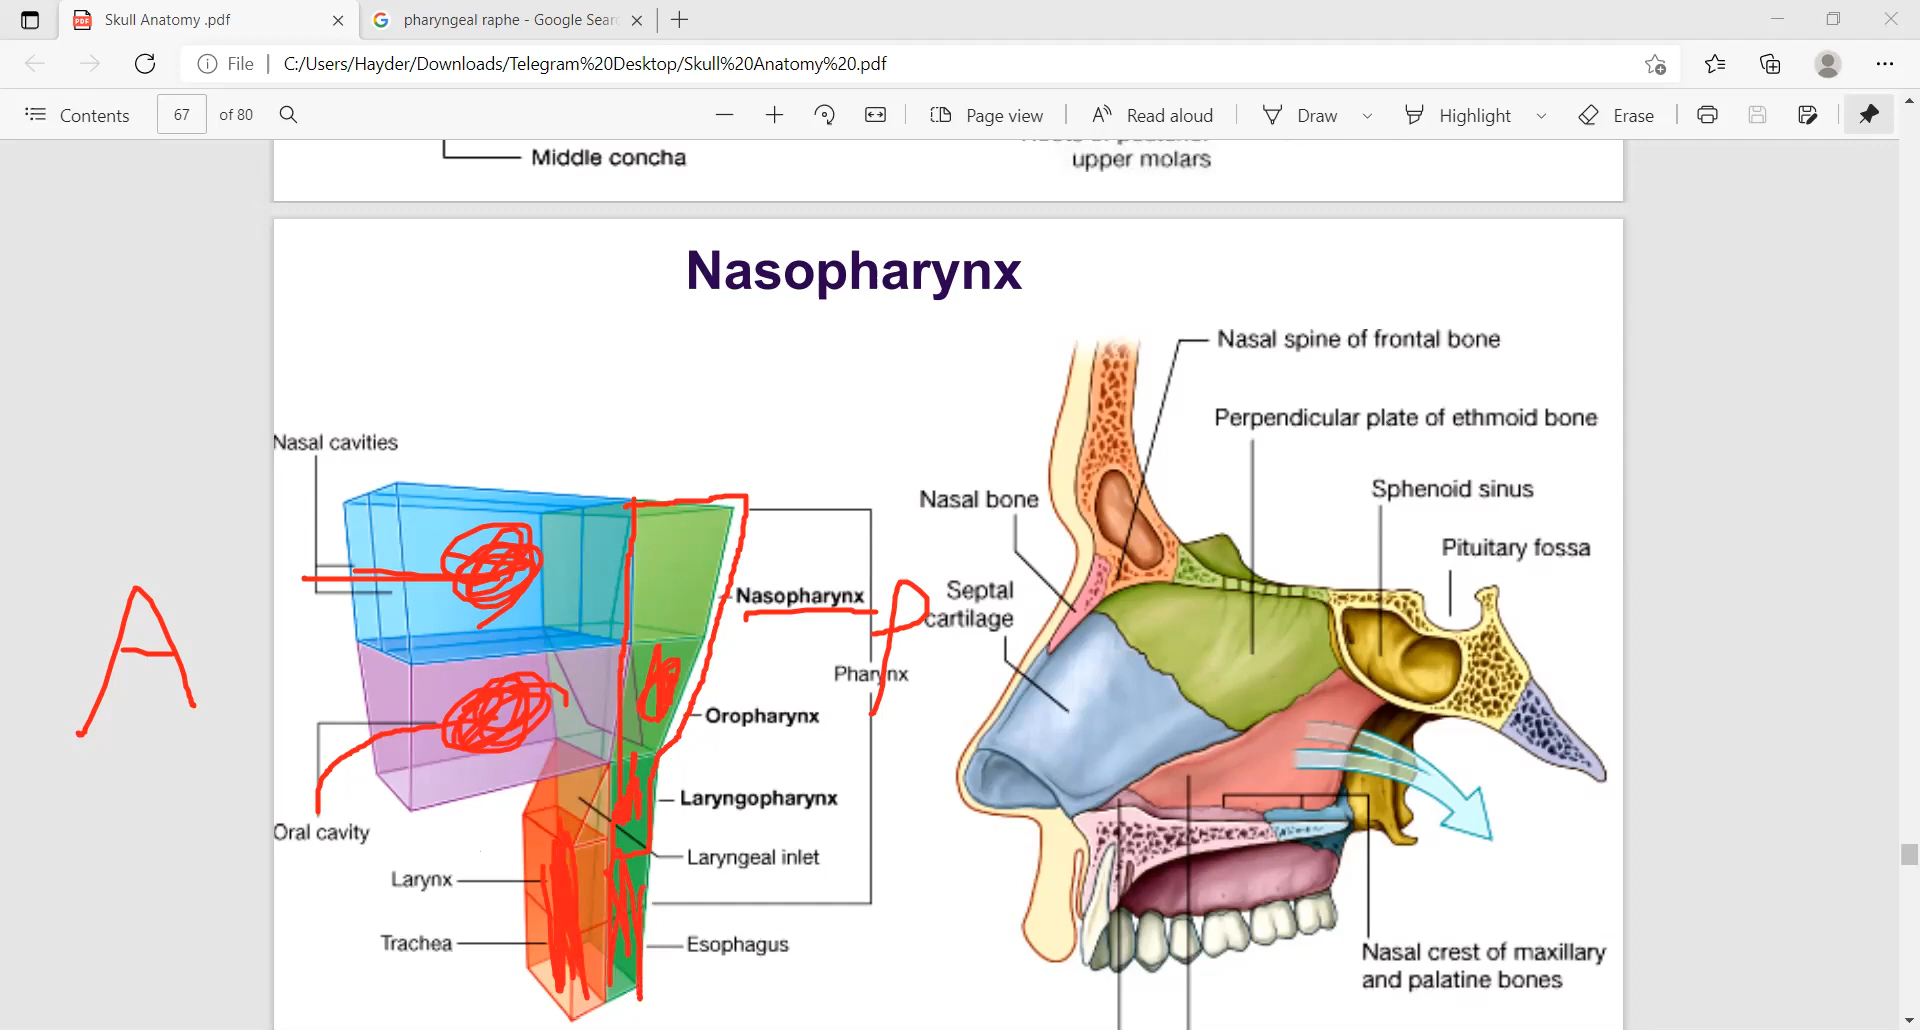 Skull Anatomy .pdf
pharyngeal raphe - Google Sear
File
C:/Users/Hayder/Downloads/Telegram%20Desktop/Skull%20Anatomy%20.pdf
Contents
67
of 80
Page view
Read aloud
Draw
Highlight
Erase
Middle concha
upper molars
Nasopharynx
Nasal cavities
Oral cavity
Larynx
Trachea
Nasopharynx
Pharynx
Oropharynx
Laryngopharynx
Laryngeal inlet
Esophagus
A
P
Nasal spine of frontal bone
Perpendicular plate of ethmoid bone
Nasal bone
Sphenoid sinus
Pituitary fossa
Septal
cartilage
Nasal crest of maxillary
and palatine bones